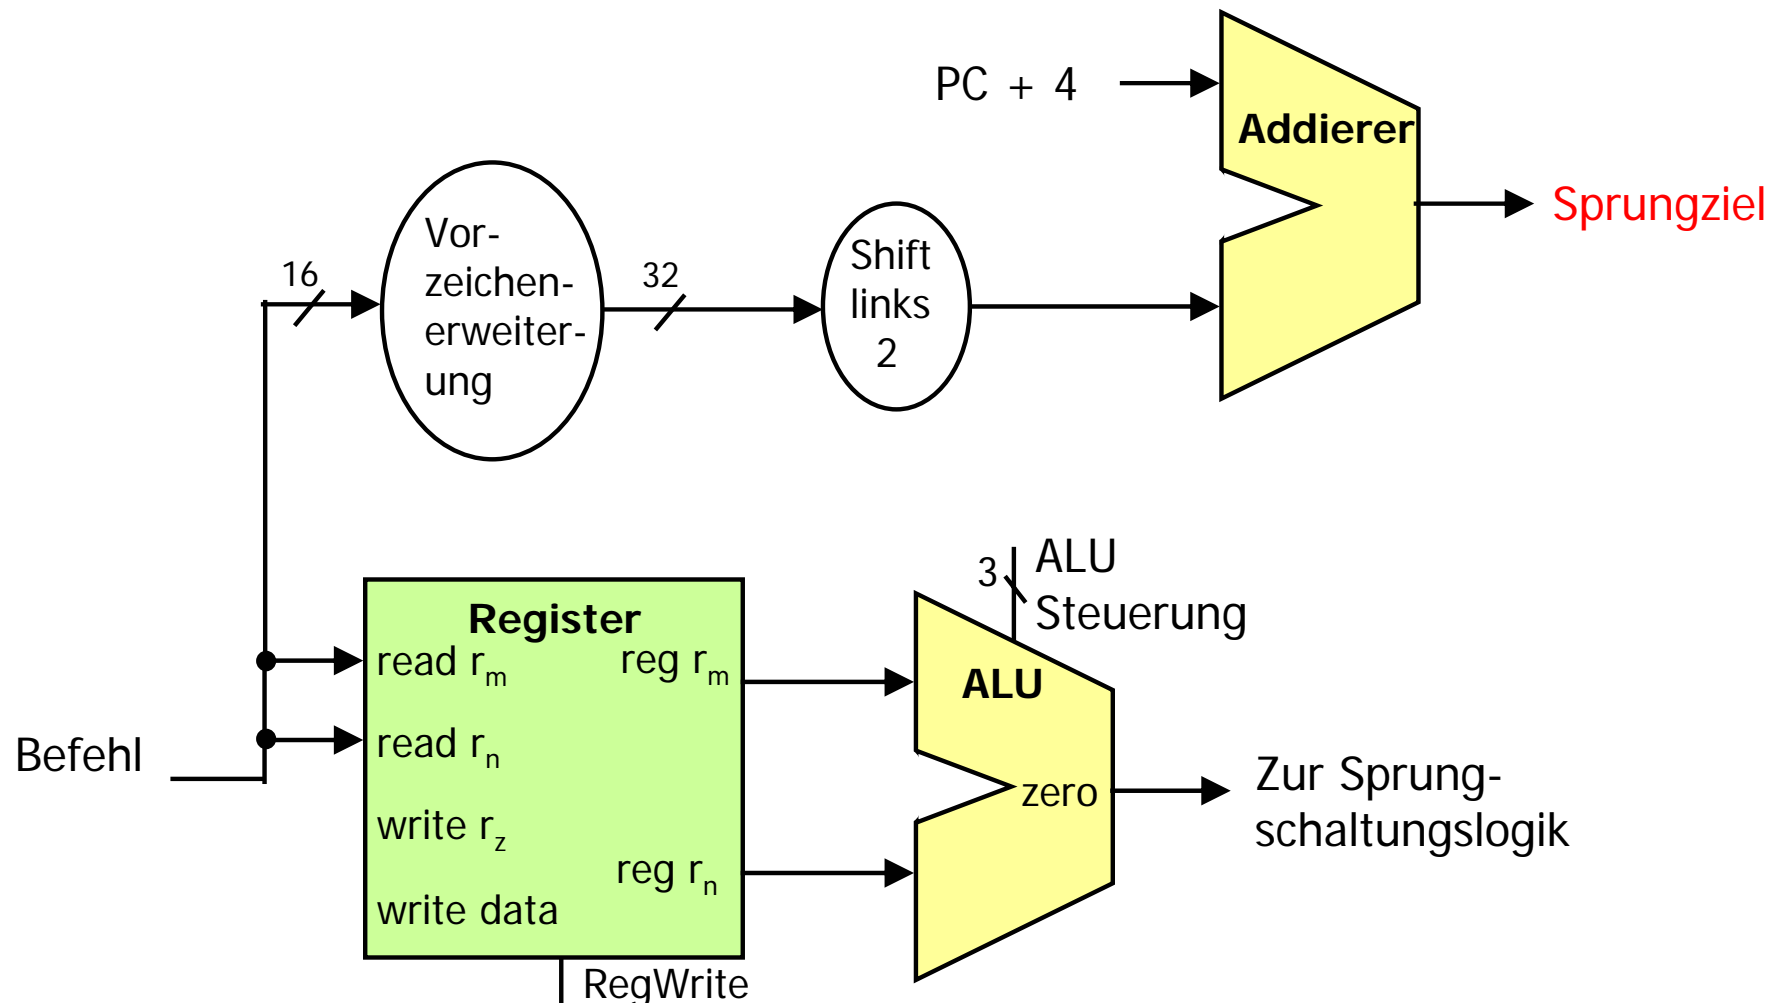 PC + 4
Addierer
Sprungziel
Vor-
zeichen-
erweiter-
ung
16
32
Shift
links
2
ALU
Steuerung
3
Register
read rm
reg rm
read rn
write rz
reg rn
write data
RegWrite
ALU
zero
Befehl
Zur Sprung-
schaltungslogik